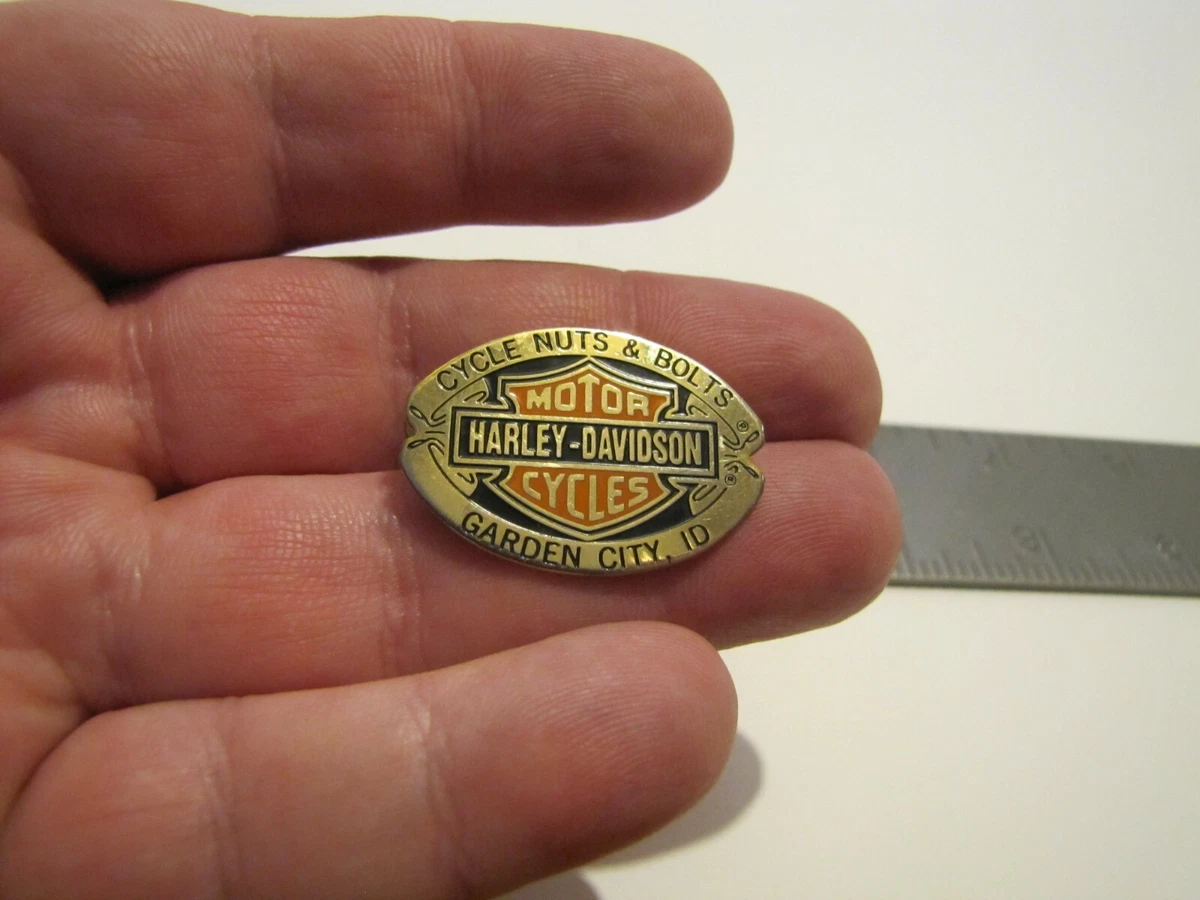 CYCLE NUTS & BOLTS
MOTOR
HARLEY-DAVIDSON
CYCLES
®
®
GARDEN CITY, ID